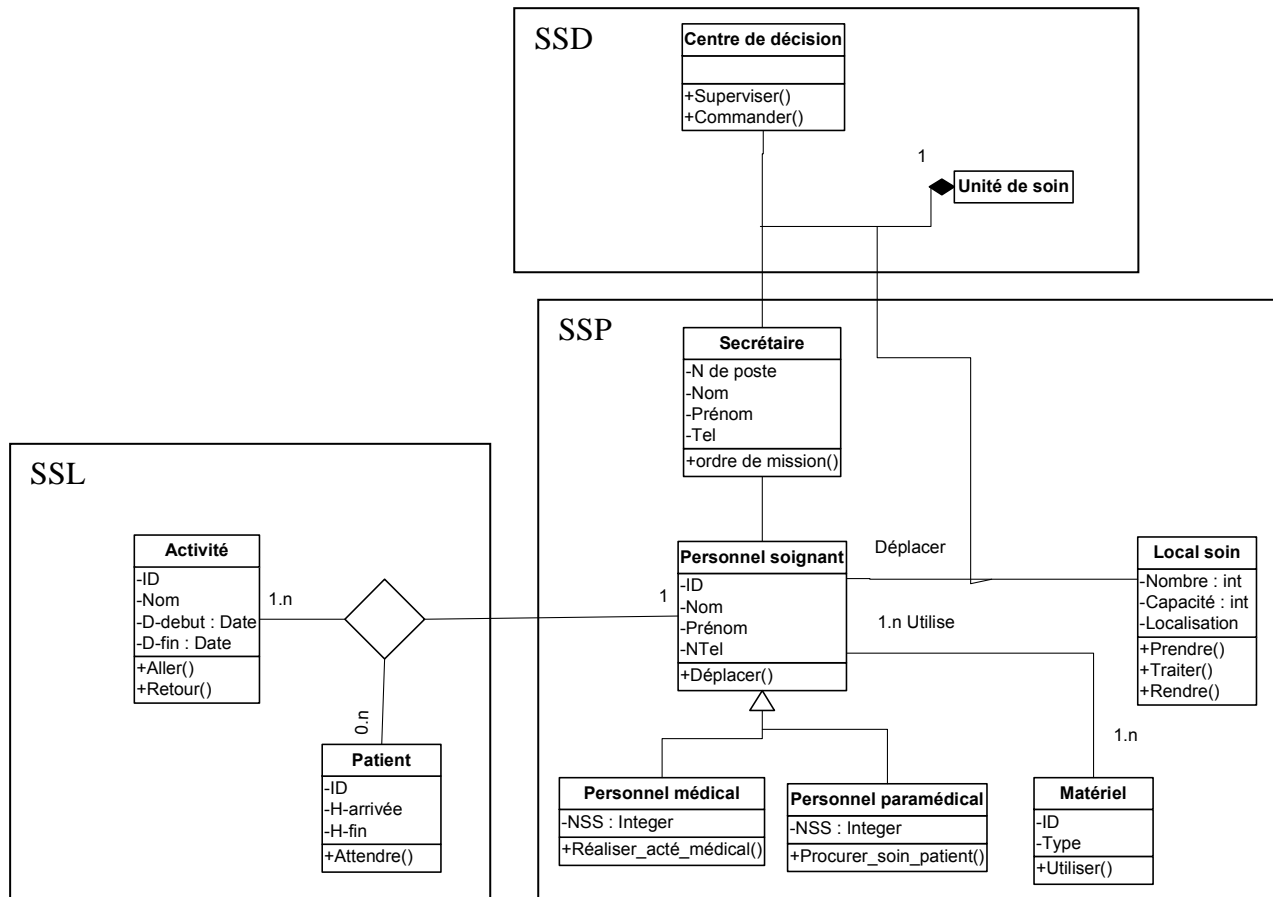 SSD
Centre de décision
+Superviser()
+Commander()
1
Unité de soin
SSP
Secrétaire
-N de poste
-Nom
-Prénom
-Tel
+ordre de mission()
SSL
Activité
-ID
-Nom
-D-debut : Date
-D-fin : Date
+Aller()
+Retour()
1.n
0.n
Patient
-ID
-H-arrivée
-H-fin
+Attendre()
1
Personnel soignant
-ID
-Nom
-Prénom
-NTel
+Déplacer()
Déplacer
1.n Utilise
Local soin
-Nombre : int
-Capacité : int
-Localisation
+Prendre()
+Traiter()
+Rendre()
1.n
Personnel médical
-NSS : Integer
+Réaliser_acté_médical()
Personnel paramédical
-NSS : Integer
+Procurer_soin_patient()
Matériel
-ID
-Type
+Utiliser()